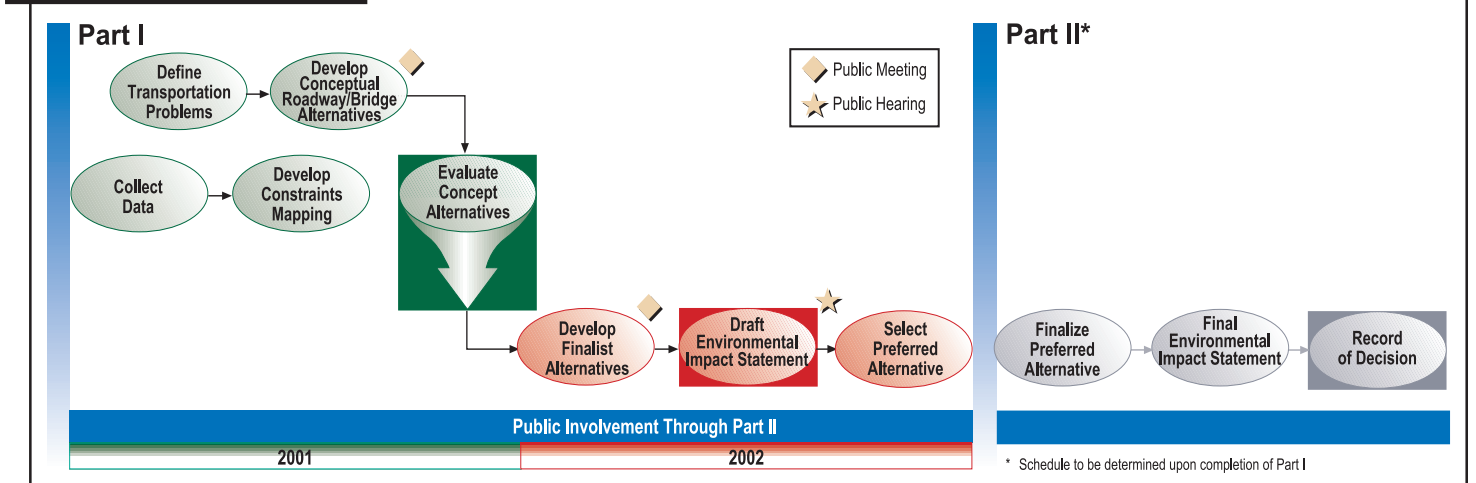 Part I
Define
Transportation
Problems
Develop
Conceptual
Roadway/Bridge
Alternatives
Public Meeting
Public Hearing
Collect
Data
Develop
Constraints
Mapping
Evaluate
Concept
Alternatives
Develop
Finalist
Alternatives
Draft
Environmental
Impact Statement
Select
Preferred
Alternative
Public Involvement Through Part II
2001
2002
Part II*
Finalize
Preferred
Alternative
Final
Environmental
Impact Statement
Record
of Decision
* Schedule to be determined upon completion of Part I